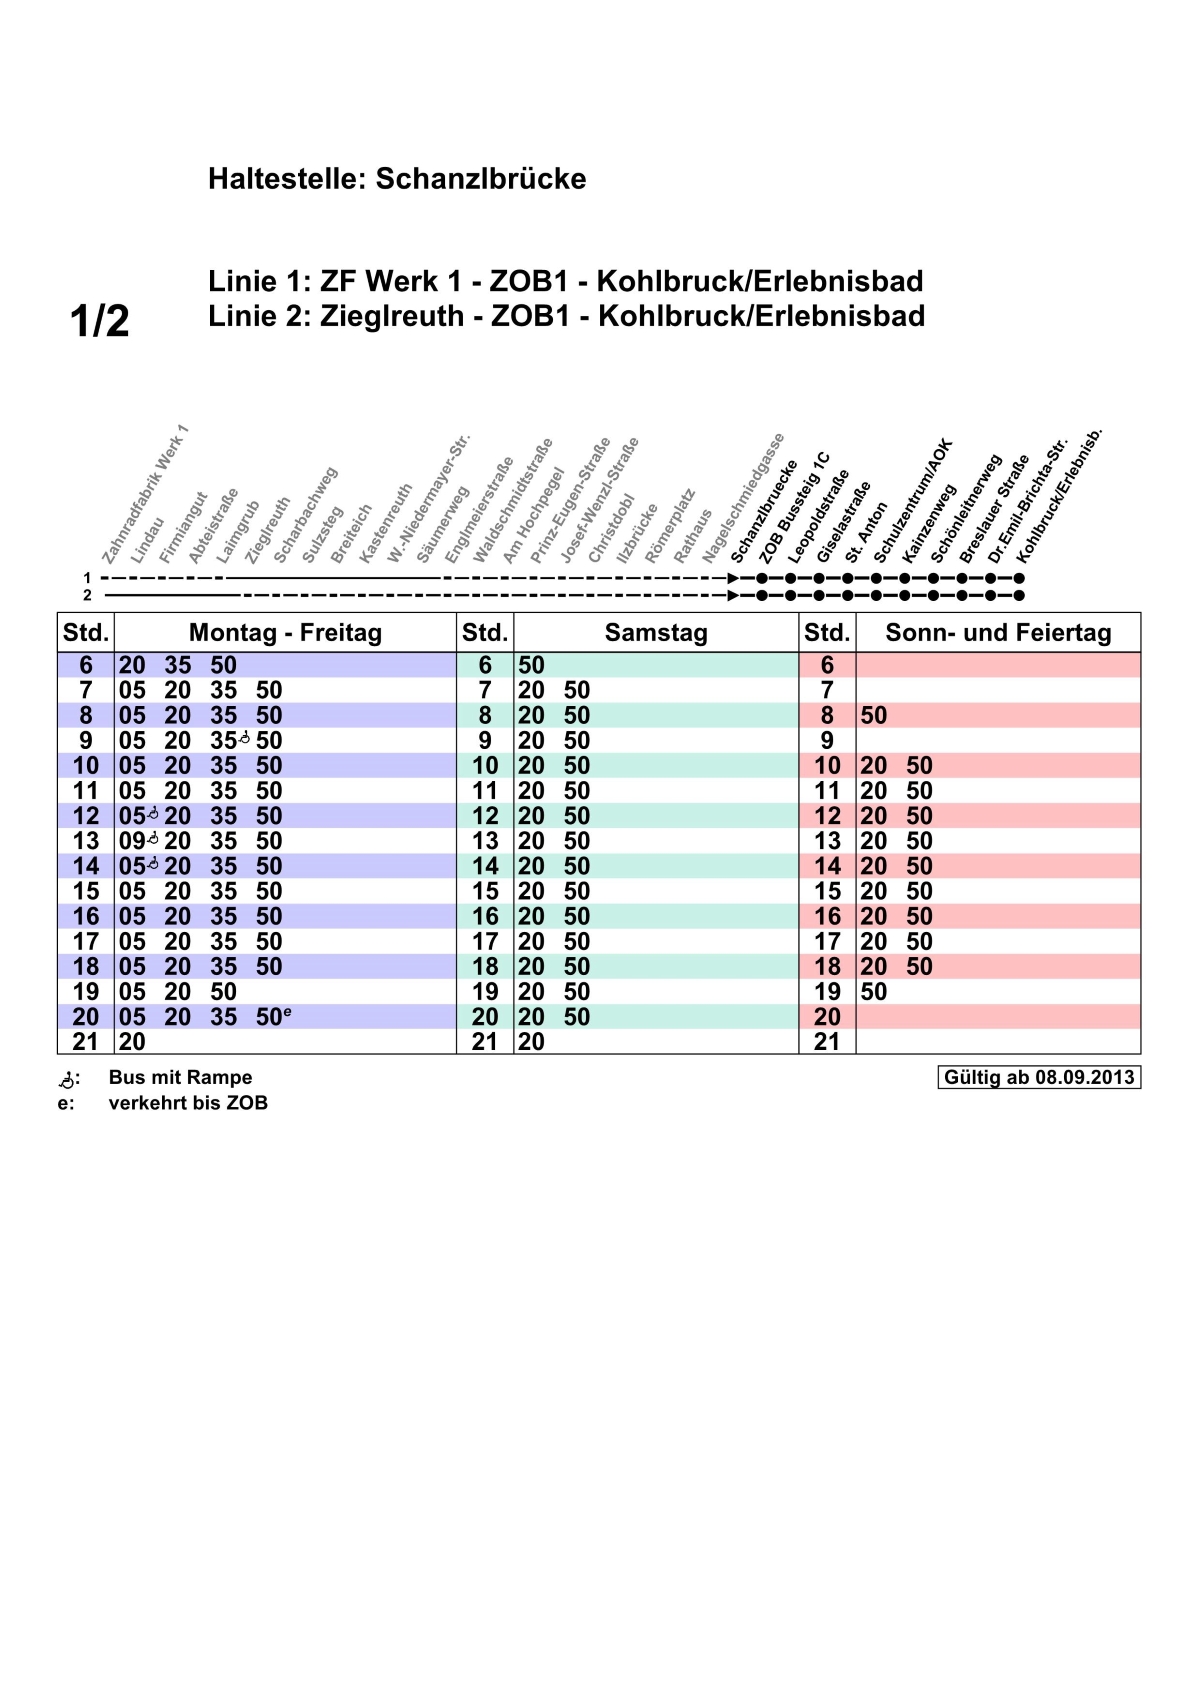 Haltestelle: Schanzlbrücke
1/2
Linie 1: ZF Werk 1 - ZOB1 - Kohlbruck/Erlebnisbad
Linie 2: Zieglreuth - ZOB1 - Kohlbruck/Erlebnisbad
Zahnradfabrik Werk 1
Lindau
Firmiangut
Abteistraße
Laimgrub
Zieglreuth
Scharbachweg
Sulzsteg
Breiteich
Kastenreuth
W.-Niedermayer-Str.
Säumerweg
Englmeierstraße
Waldschmidtstraße
Am Hochpegel
Prinz-Eugen-Straße
Josef-Wenzl-Straße
Christdobl
Ilzbrücke
Römerplatz
Rathaus
Nagelschmiedgasse
Schanzlbruecke
ZOB Bussteig 1C
Leopoldstraße
Giselastraße
St. Anton
Schulzentrum/AOK
Kainzenweg
Schönleitnerweg
Breslauer Straße
Dr.Emil-Brichta-Str.
Kohlbruck/Erlebnisb.
1
2
Std. Montag - Freitag Std. Samstag Std. Sonn- und Feiertag
6 20 35 50 6 50 6
7 05 20 35 50 7 20 50 7
8 05 20 35 50 8 20 50 8 50
9 05 20 35 50 9 20 50 9
10 05 20 35 50 10 20 50 10 20 50
11 05 20 35 50 11 20 50 11 20 50
12 05 20 35 50 12 20 50 12 20 50
13 09 20 35 50 13 20 50 13 20 50
14 05 20 35 50 14 20 50 14 20 50
15 05 20 35 50 15 20 50 15 20 50
16 05 20 35 50 16 20 50 16 20 50
17 05 20 35 50 17 20 50 17 20 50
18 05 20 35 50 18 20 50 18 20 50
19 05 20 50 19 20 50 19 50
20 05 20 35 50e 20 20 50 20
21 20 21 20 21
: Bus mit Rampe Gültig ab 08.09.2013
e: verkehrt bis ZOB